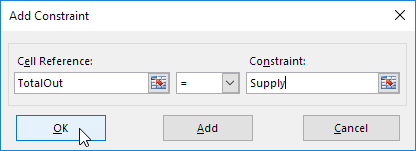 Add Constraint
Cell Reference: Constraint:
TotalOut = Supply
OK Add Cancel